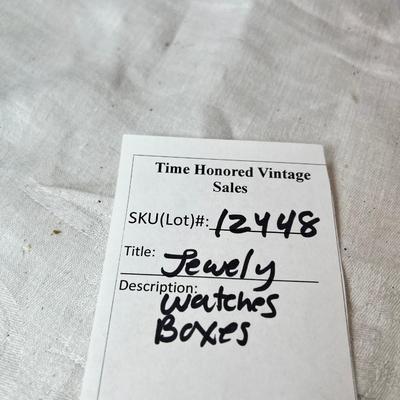 Time Honored Vintage
Sales
SKU(Lot)#: 12448
Title: Jewely
Description: Watches
Boxes